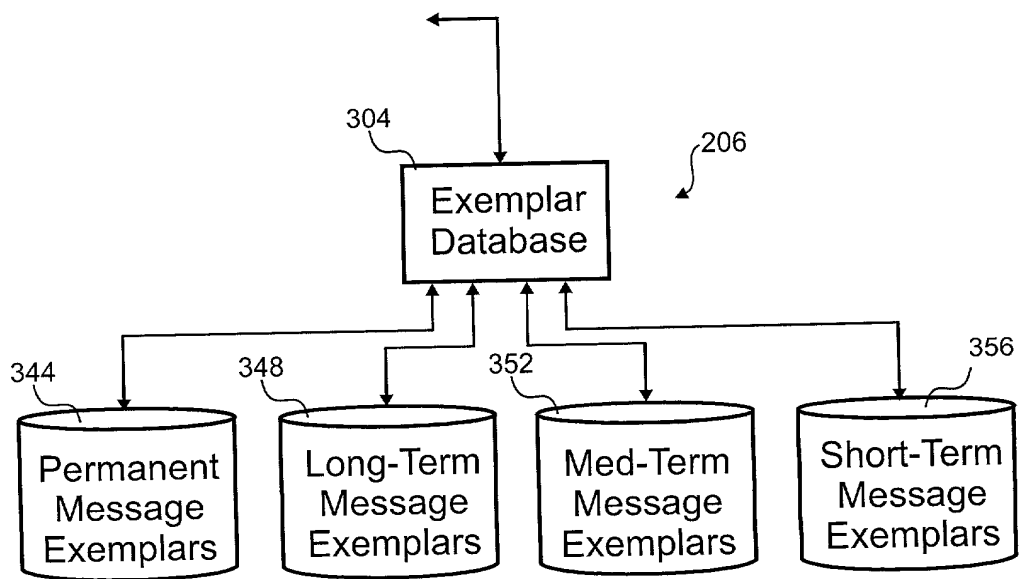 304
206
Exemplar
Database
344
348
352
356
Permanent
Message
Exemplars
Long-Term
Message
Exemplars
Med-Term
Message
Exemplars
Short-Term
Message
Exemplars